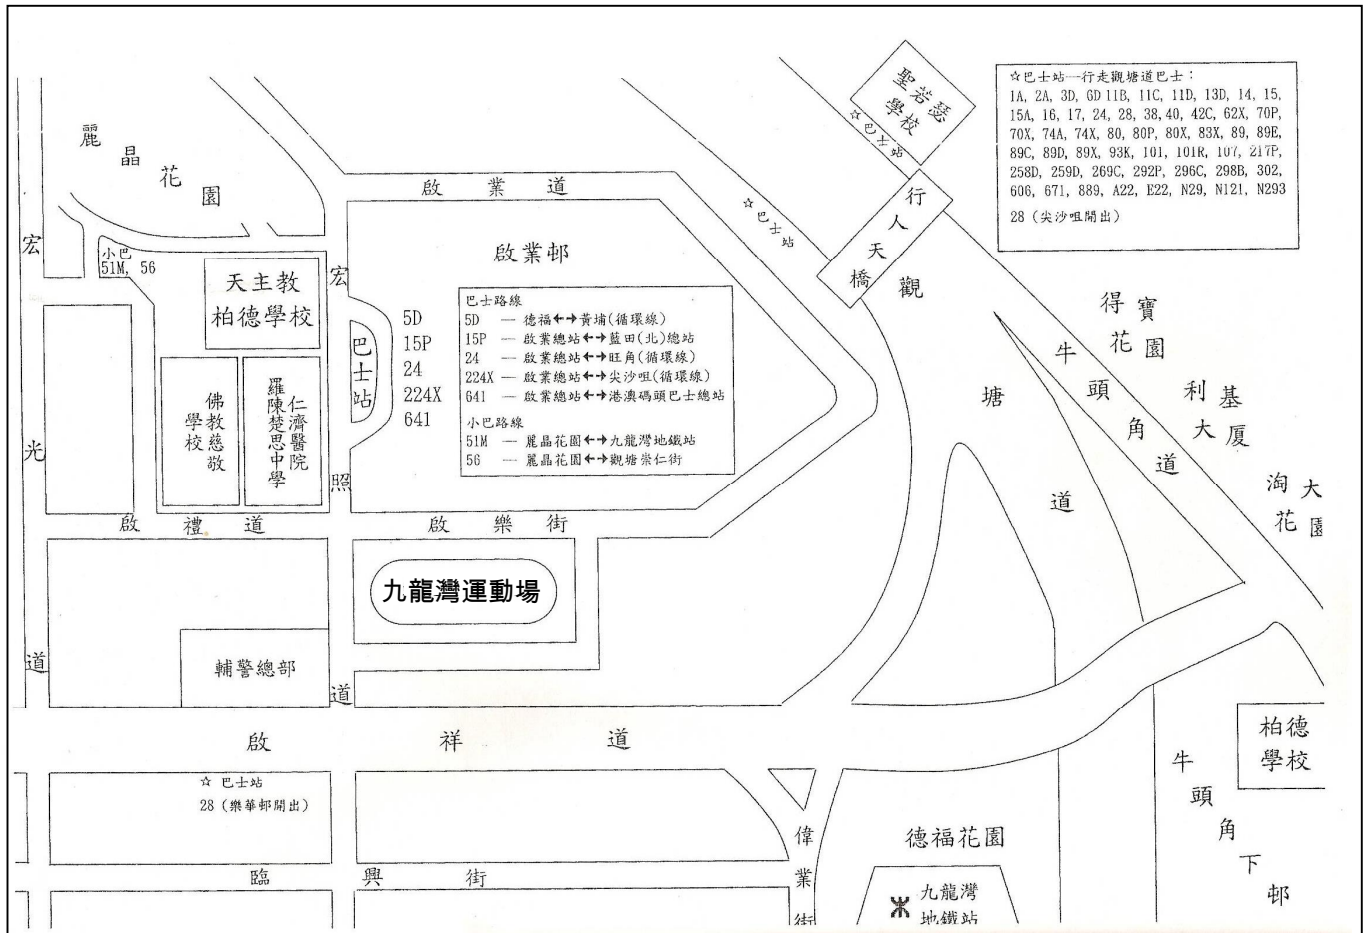 聖若瑟
學校
☆巴士站
☆巴士站一行走觀塘道巴士：
1A, 2A, 3D, 6D 11B, 11C, 11D, 13D, 14, 15,
15A, 16, 17, 24, 28, 38, 40, 42C, 62X, 70P,
70X, 74A, 74X, 80, 80P, 80X, 83X, 89, 89E,
89C, 89D, 89X, 93K, 101, 101R, 107, 217P,
258D, 259D, 269C, 292P, 296C, 298B, 302,
606, 671, 889, A22, E22, N29, N121, N293
28 (尖沙咀開出)
麗晶花園
啟業道
☆巴士站
行人天橋
宏光道
小巴
51M, 56
天主教
柏德學校
宏照道
啟業邨
觀塘道
得寶花園
牛頭角道
利基大厦
淘大花園
巴士站
5D
15P
24
224X
641
巴士路線
5D — 德福←→黃埔(循環線)
15P — 啟業總站←→藍田(北)總站
24 — 啟業總站←→旺角(循環線)
224X — 啟業總站←→尖沙咀(循環線)
641 — 啟業總站←→港澳碼頭巴士總站
小巴路線
51M — 麗晶花園←→九龍灣地鐵站
56 — 麗晶花園←→觀塘崇仁街
佛教慈敬
學校
仁濟醫院
羅陳楚思中學
啟禮道
啟樂街
九龍灣運動場
輔警總部
啟祥道
柏德
學校
☆ 巴士站
28 (樂華邨開出)
牛頭角下邨
偉業街
德福花園
臨興街
九龍灣
地鐵站